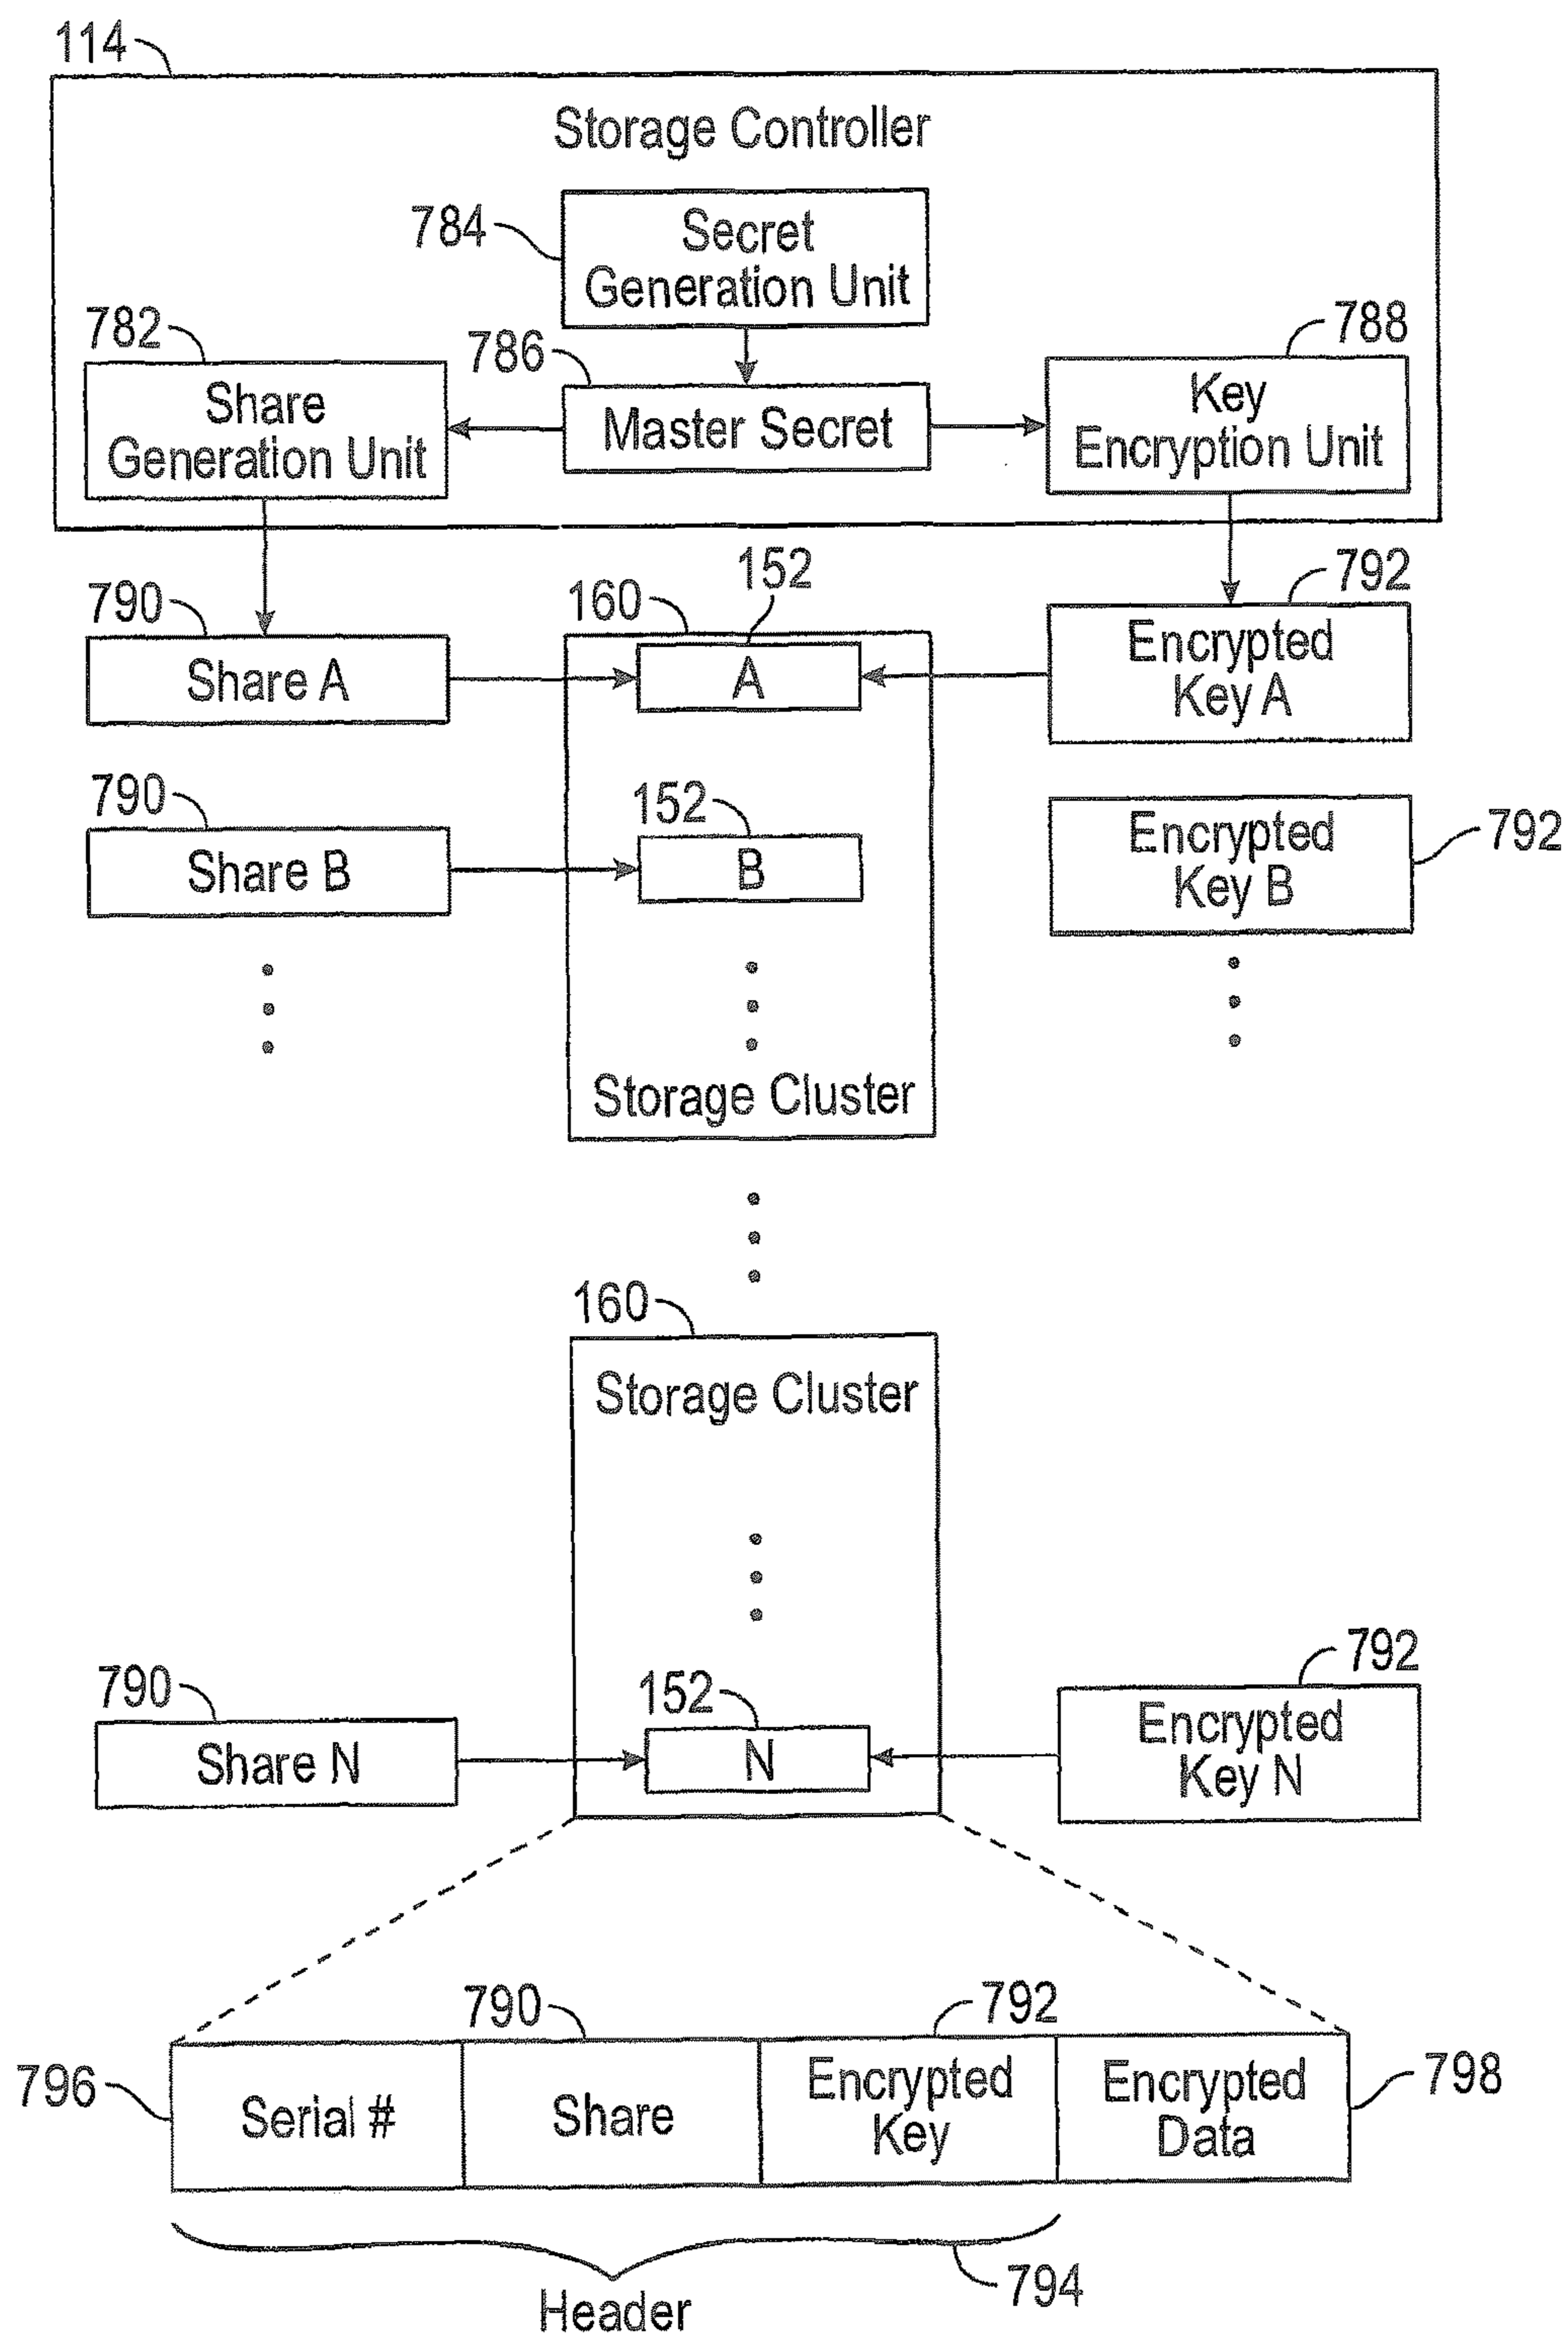 114
Storage Controller
784
Secret
Generation Unit
782
786
788
Share
Generation Unit
Master Secret
Key
Encryption Unit
790
160
152
792
Share A
A
Encrypted
Key A
790
152
792
Share B
B
Encrypted
Key B
Storage Cluster
160
Storage Cluster
790
152
792
Share N
N
Encrypted
Key N
790
792
796
Serial #
Share
Encrypted
Key
Encrypted
Data
798
794
Header